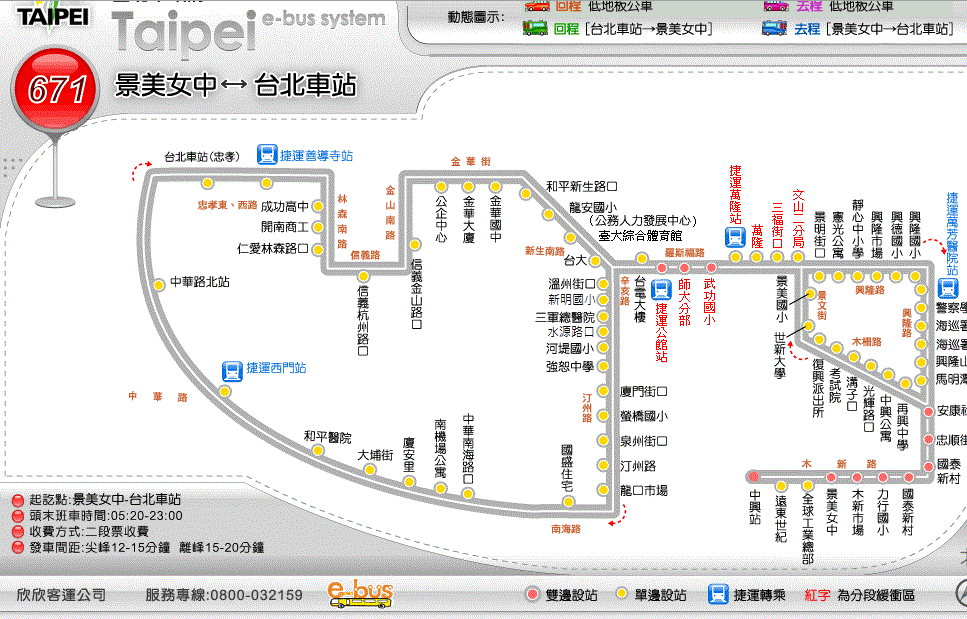 TAIPEI
Taipei e-bus system
動態圖示:
回程 低地板公車
去程 低地板公車
回程 [台北車站→景美女中]
去程 [景美女中→台北車站]
671
景美女中↔台北車站
台北車站(忠孝)
捷運善導寺站
忠孝東、西路
成功高中
開南商工
仁愛林森路口
林森南路
信義路
信義杭州路口
金山南路
信義金山路口
金華街
公企中心
金華大廈
金華國中
和平新生路口
龍安國小
(公務人力發展中心)
臺大綜合體育館
新生南路
台大
羅斯福路
辛亥路
台電大樓
捷運公館站
師大分部
武功國小
捷運萬隆站
萬隆
三福街口
文山二分局
景明街口
憲光公寓
靜心中小學
興隆市場
興德國小
興隆國小
捷運萬芳醫院站
興隆路
興隆路
警察學
海巡署
海巡署
興隆山
馬明潭
安康社
忠順街
國泰
新村
景美國小
景文街
世新大學
木柵路
復興派出所
考試院
溝子口
光輝路口
中興公寓
再興中學
木新路
中興站
遠東世紀
全球工業總部
景美女中
木新市場
力行國小
國泰新村
溫州街口
新明國小
三軍總醫院
水源路口
河堤國小
強恕中學
汀州路
廈門街口
螢橋國小
泉州街口
汀州路
龍口市場
南海路
國盛住宅
中華南海路口
南機場公寓
廈安里
大埔街
和平醫院
中華路
捷運西門站
中華路北站
起訖點:景美女中-台北車站
頭末班車時間:05:20-23:00
收費方式:二段票收費
發車間距:尖峰12-15分鐘 離峰15-20分鐘
欣欣客運公司
服務專線:0800-032159
e-bus
雙邊設站
單邊設站
捷運轉乘
紅字 為分段緩衝區